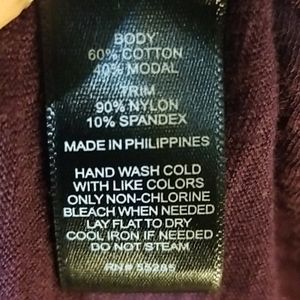 BODY
60% COTTON
40% MODAL
TRIM
90% NYLON
10% SPANDEX
MADE IN PHILIPPINES
HAND WASH COLD
WITH LIKE COLORS
ONLY NON-CHLORINE
BLEACH WHEN NEEDED
LAY FLAT TO DRY
COOL IRON IF NEEDED
DO NOT STEAM
RN# 55285